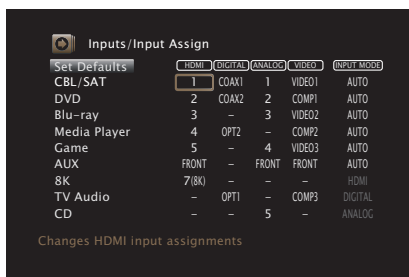 Inputs/Input Assign
Set Defaults HDMI DIGITAL ANALOG VIDEO INPUT MODE
CBL/SAT 1 COAX1 1 VIDEO1 AUTO
DVD 2 COAX2 2 COMP1 AUTO
Blu-ray 3 – 3 VIDEO2 AUTO
Media Player 4 OPT2 – COMP2 AUTO
Game 5 – 4 VIDEO3 AUTO
AUX FRONT – FRONT FRONT AUTO
8K 7(8K) – – – HDMI
TV Audio – OPT1 – COMP3 DIGITAL
CD – – 5 – ANALOG
Changes HDMI input assignments